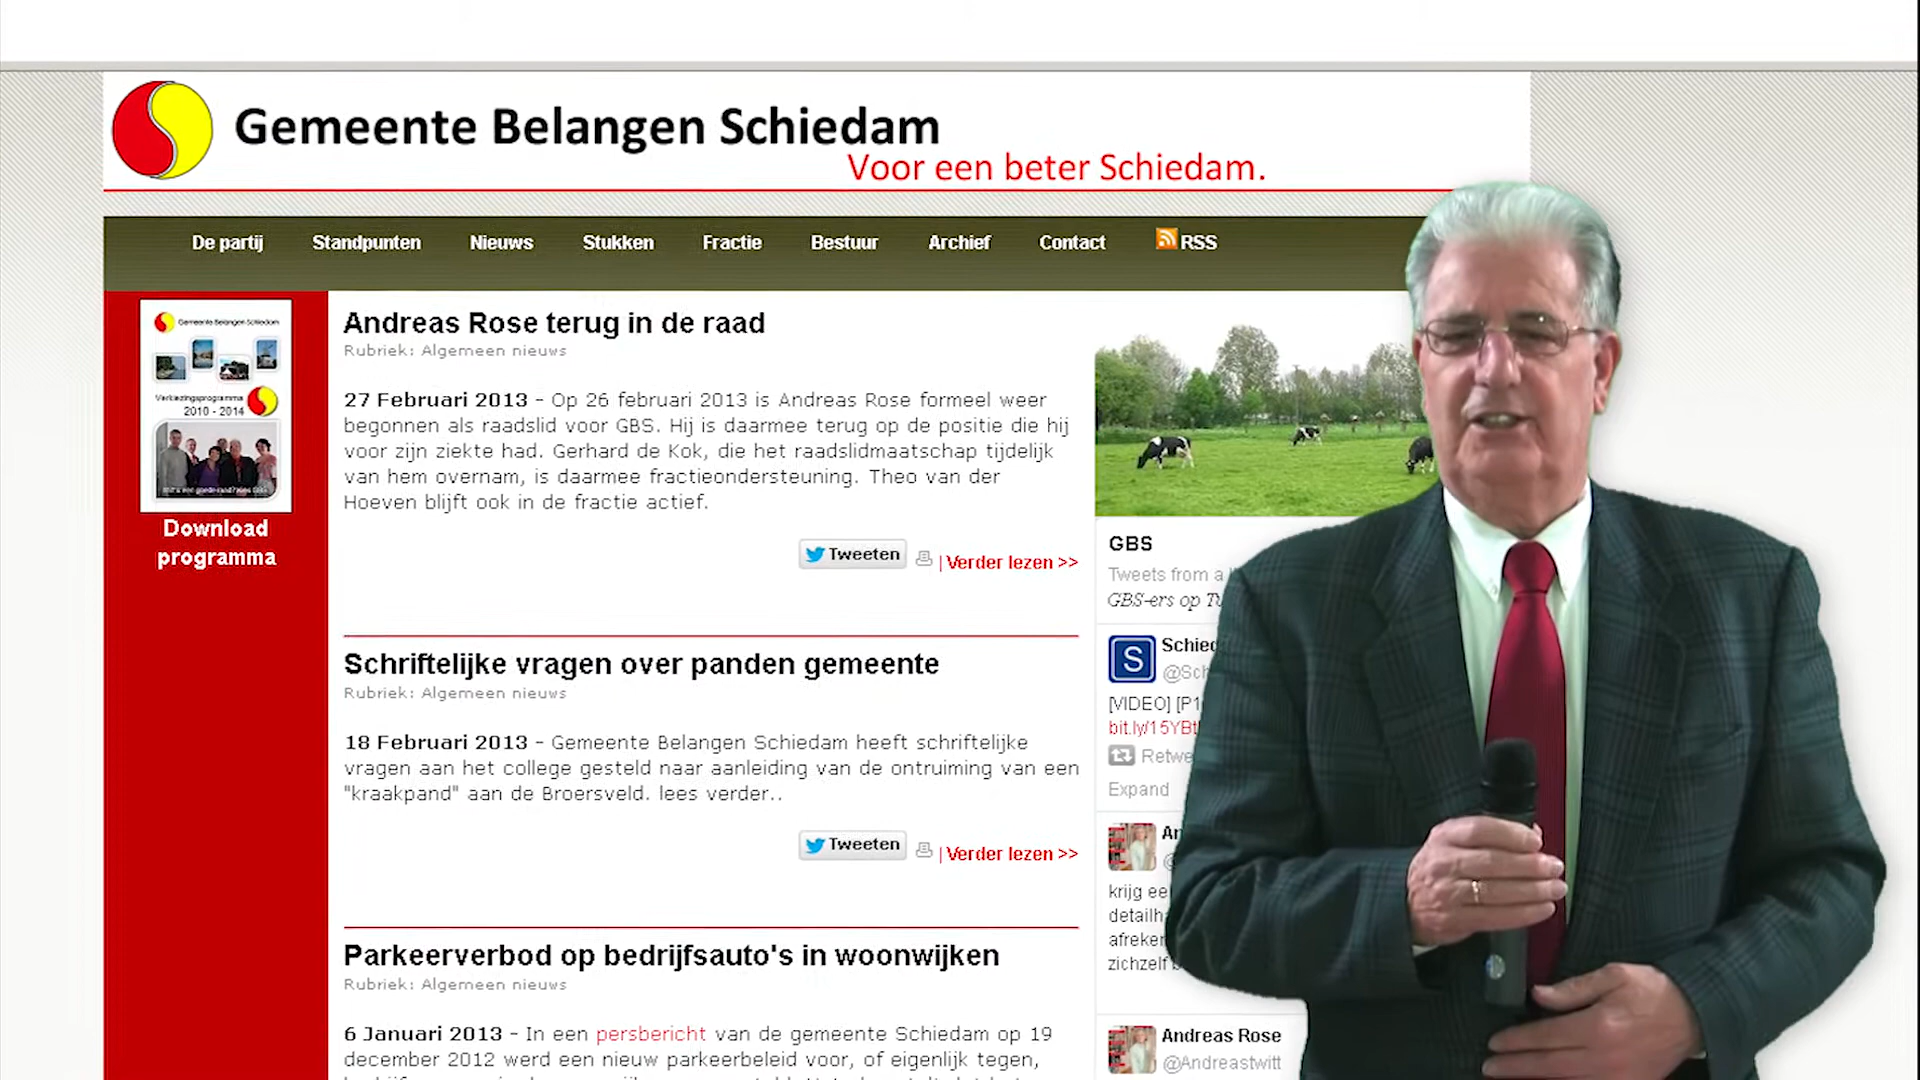 Gemeente Belangen Schiedam
Voor een beter Schiedam.
De partij Standpunten Nieuws Stukken Fractie Bestuur Archief Contact RSS
Gemeente Belangen Schiedam
Verkiezingsprogramma
2010 - 2014
Download
programma
Andreas Rose terug in de raad
Rubriek: Algemeen nieuws
27 Februari 2013 - Op 26 februari 2013 is Andreas Rose formeel weer
begonnen als raadslid voor GBS. Hij is daarmee terug op de positie die hij
voor zijn ziekte had. Gerhard de Kok, die het raadslidmaatschap tijdelijk
van hem overnam, is daarmee fractieondersteuning. Theo van der
Hoeven blijft ook in de fractie actief.
Tweeten | Verder lezen >>
Schriftelijke vragen over panden gemeente
Rubriek: Algemeen nieuws
18 Februari 2013 - Gemeente Belangen Schiedam heeft schriftelijke
vragen aan het college gesteld naar aanleiding van de ontruiming van een
"kraakpand" aan de Broersveld. lees verder..
Tweeten | Verder lezen >>
Parkeerverbod op bedrijfsauto's in woonwijken
Rubriek: Algemeen nieuws
6 Januari 2013 - In een persbericht van de gemeente Schiedam op 19
december 2012 werd een nieuw parkeerbeleid voor, of eigenlijk tegen,
GBS
Tweets from a
GBS-ers op
S
[VIDEO]
Expand
krijg
Andreas Rose
@Andreastwitt